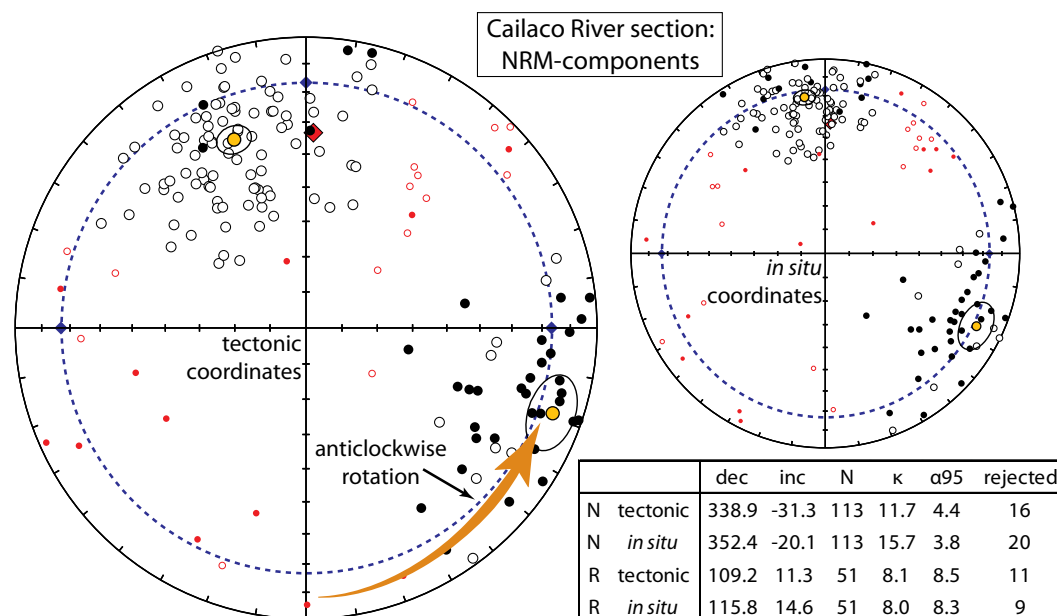 Cailaco River section:
NRM-components
in situ
coordinates
tectonic
coordinates
anticlockwise
rotation
dec inc N κ α95 rejected
N tectonic 338.9 -31.3 113 11.7 4.4 16
N in situ 352.4 -20.1 113 15.7 3.8 20
R tectonic 109.2 11.3 51 8.1 8.5 11
R in situ 115.8 14.6 51 8.0 8.3 9